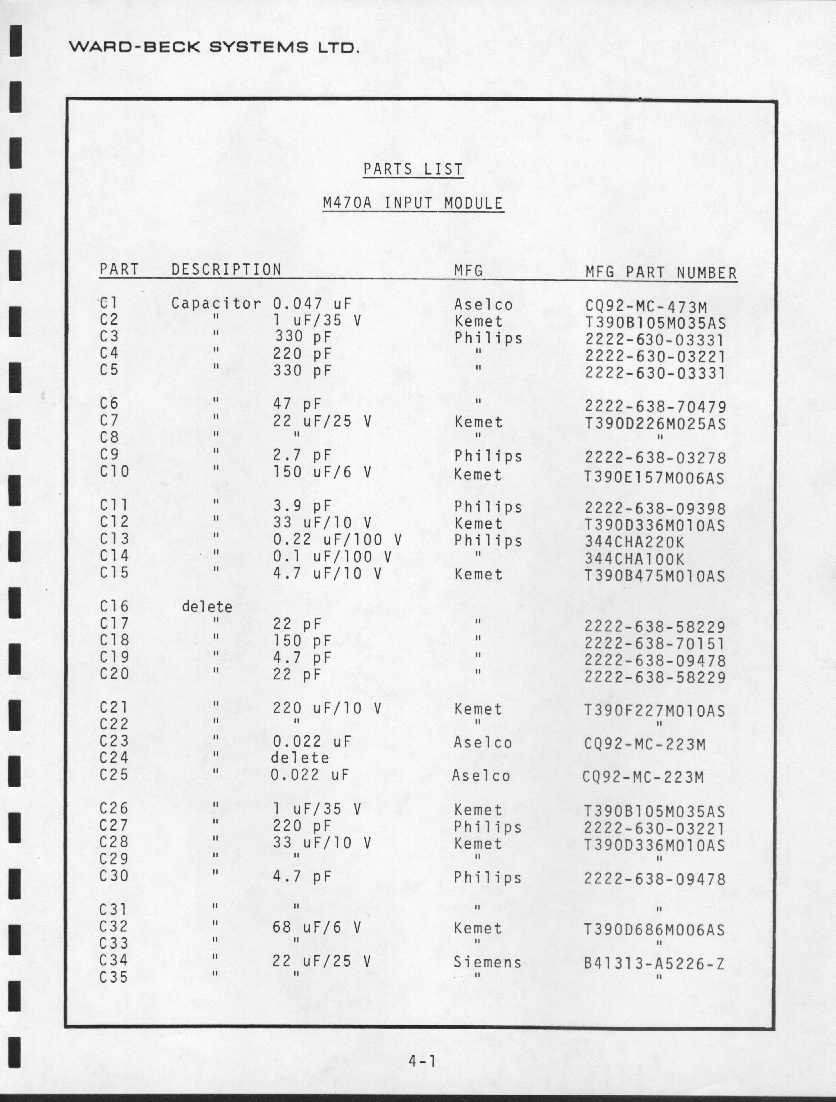 WARD-BECK SYSTEMS LTD.
PARTS LIST
M470A INPUT MODULE
PART DESCRIPTION MFG MFG PART NUMBER
C1 Capacitor 0.047 uF Aselco CQ92-MC-473M
C2 " 1 uF/35 V Kemet T390B105M035AS
C3 " 330 pF Philips 2222-630-03331
C4 " 220 pF " 2222-630-03221
C5 " 330 pF " 2222-630-03331
C6 " 47 pF " 2222-638-70479
C7 " 22 uF/25 V Kemet T390D226M025AS
C8 " " " "
C9 " 2.7 pF Philips 2222-638-03278
C10 " 150 uF/6 V Kemet T390E157M006AS
C11 " 3.9 pF Philips 2222-638-09398
C12 " 33 uF/10 V Kemet T390D336M010AS
C13 " 0.22 uF/100 V Philips 344CHA220K
C14 " 0.1 uF/100 V " 344CHA100K
C15 " 4.7 uF/10 V Kemet T390B475M010AS
C16 delete
C17 " 22 pF " 2222-638-58229
C18 " 150 pF " 2222-638-70151
C19 " 4.7 pF " 2222-638-09478
C20 " 22 pF " 2222-638-58229
C21 " 220 uF/10 V Kemet T390F227M010AS
C22 " " " "
C23 " 0.022 uF Aselco CQ92-MC-223M
C24 " delete
C25 " 0.022 uF Aselco CQ92-MC-223M
C26 " 1 uF/35 V Kemet T390B105M035AS
C27 " 220 pF Philips 2222-630-03221
C28 " 33 uF/10 V Kemet T390D336M010AS
C29 " " " "
C30 " 4.7 pF Philips 2222-638-09478
C31 " " " "
C32 " 68 uF/6 V Kemet T390D686M006AS
C33 " " " "
C34 " 22 uF/25 V Siemens B41313-A5226-Z
C35 " " " "
4-1